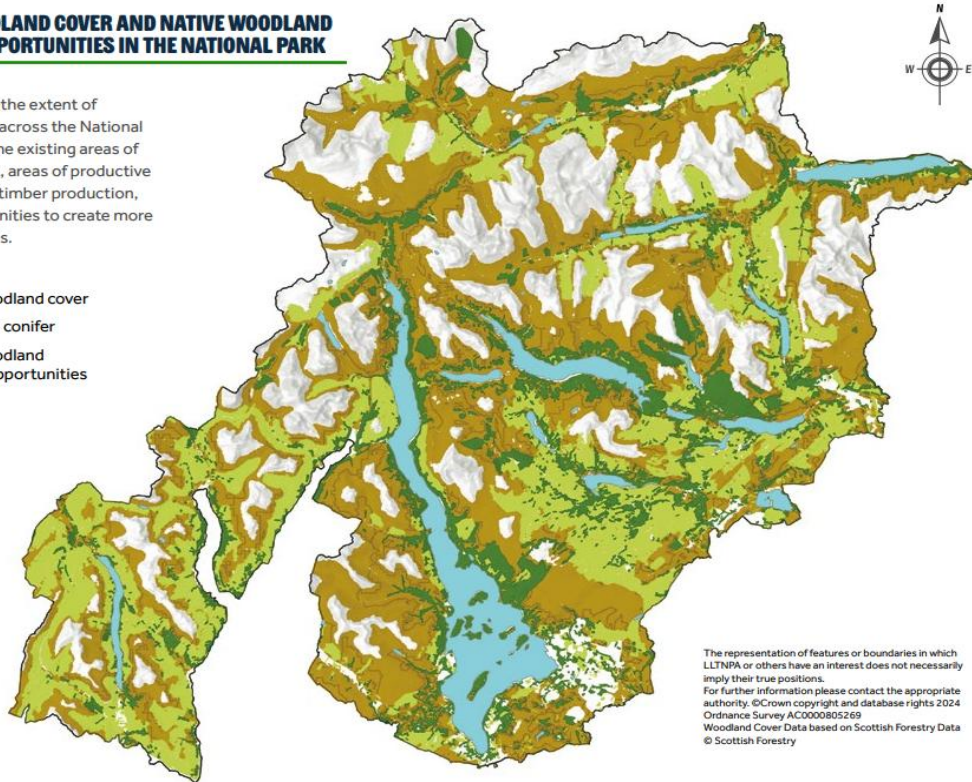 LAND COVER AND NATIVE WOODLAND
PORTUNITIES IN THE NATIONAL PARK
the extent of
across the National
ne existing areas of
, areas of productive
timber production,
nities to create more
s.
odland cover
conifer
odland
pportunities
N
W
E
S
The representation of features or boundaries in which
LLTNPA or others have an interest does not necessarily
imply their true positions.
For further information please contact the appropriate
authority. ©Crown copyright and database rights 2024
Ordnance Survey AC0000805269
Woodland Cover Data based on Scottish Forestry Data
© Scottish Forestry